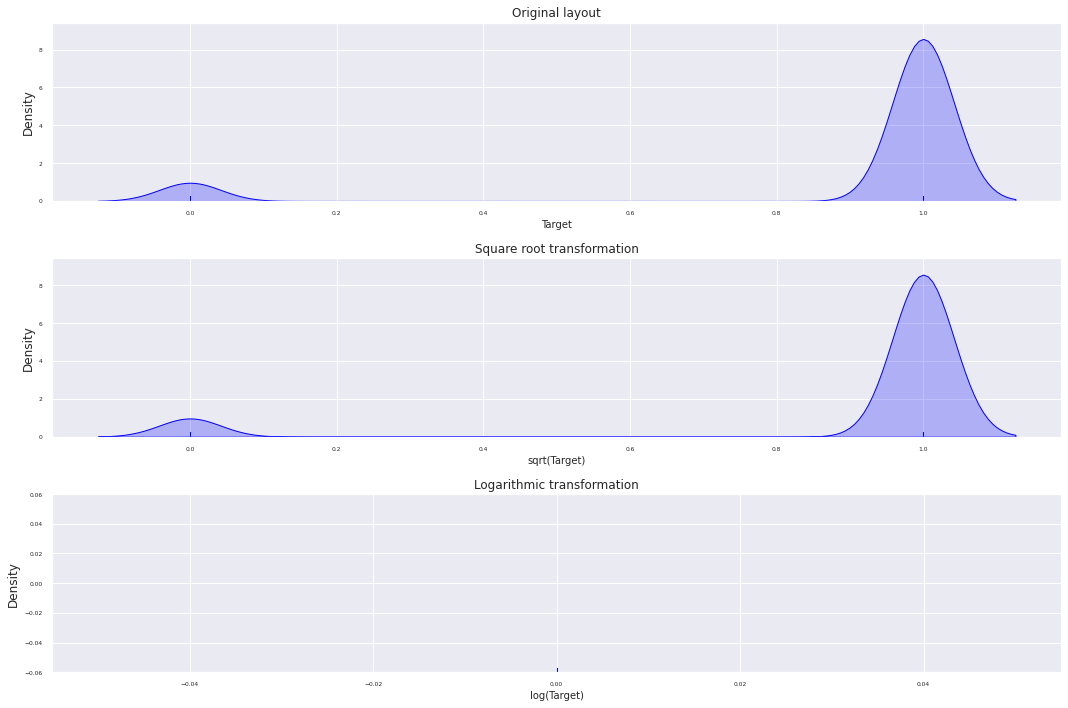 Original layout
Density
8
6
4
2
0
0.0 0.2 0.4 0.6 0.8 1.0
Target
Square root transformation
Density
8
6
4
2
0
0.0 0.2 0.4 0.6 0.8 1.0
sqrt(Target)
Logarithmic transformation
Density
0.06
0.04
0.02
0.00
−0.02
−0.04
−0.06
−0.04 −0.02 0.00 0.02 0.04
log(Target)